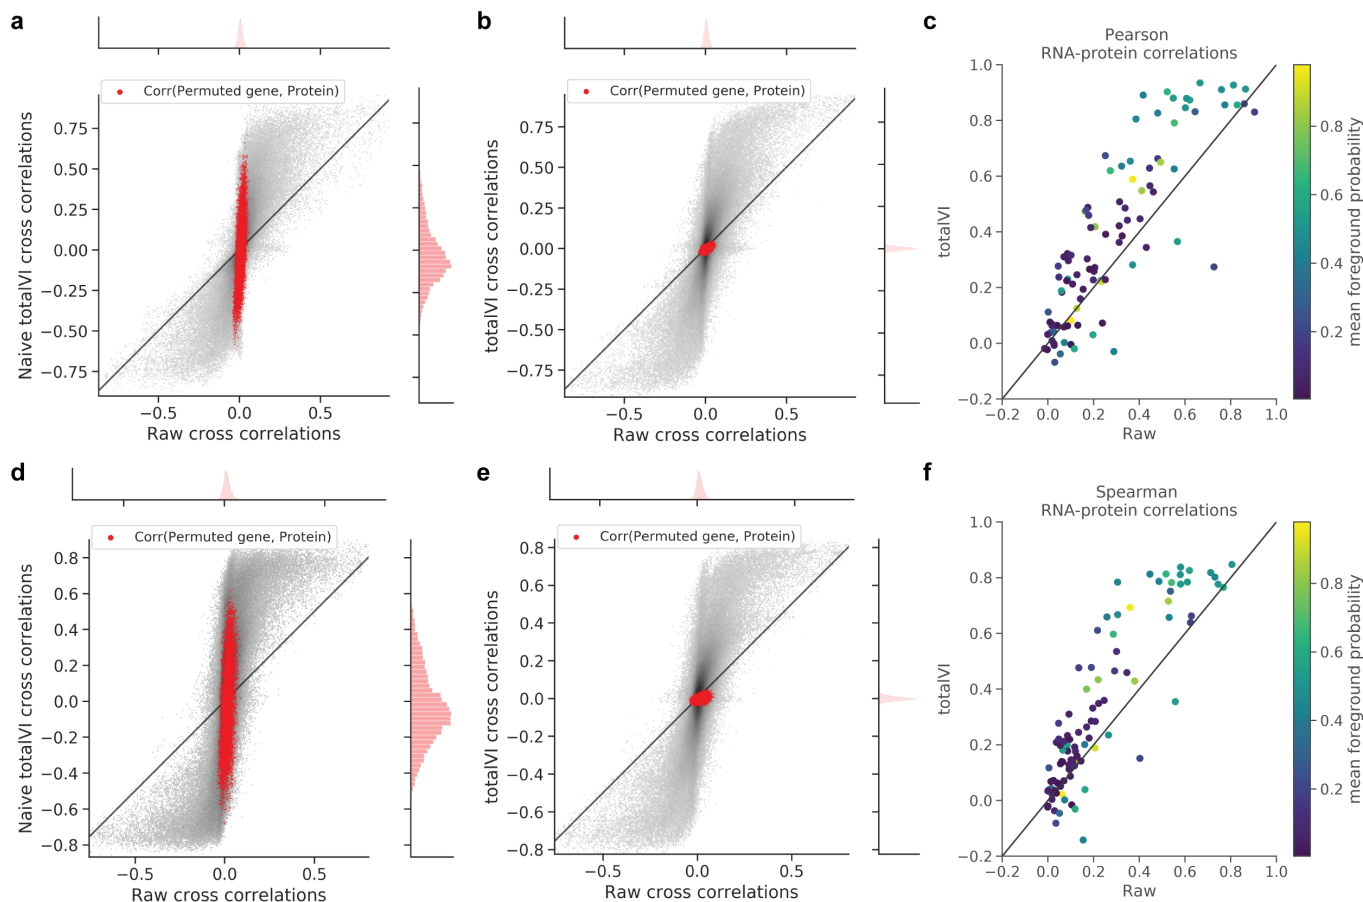 a
−0.5
0.0
0.5
Corr(Permuted gene, Protein)
0.75
0.50
0.25
0.00
−0.25
−0.50
−0.75
Naive totalVI cross correlations
−0.5
0.0
0.5
Raw cross correlations
b
Corr(Permuted gene, Protein)
0.75
0.50
0.25
0.00
−0.25
−0.50
−0.75
totalVI cross correlations
−0.5
0.0
0.5
Raw cross correlations
c
Pearson
RNA-protein correlations
1.0
0.8
0.6
0.4
0.2
0.0
−0.2
totalVI
−0.2
0.0
0.2
0.4
0.6
0.8
1.0
Raw
0.8
0.6
0.4
0.2
mean foreground probability
d
Corr(Permuted gene, Protein)
0.8
0.6
0.4
0.2
0.0
−0.2
−0.4
−0.6
−0.8
Naive totalVI cross correlations
−0.5
0.0
0.5
Raw cross correlations
e
Corr(Permuted gene, Protein)
0.8
0.6
0.4
0.2
0.0
−0.2
−0.4
−0.6
−0.8
totalVI cross correlations
−0.5
0.0
0.5
Raw cross correlations
f
Spearman
RNA-protein correlations
1.0
0.8
0.6
0.4
0.2
0.0
−0.2
totalVI
−0.2
0.0
0.2
0.4
0.6
0.8
1.0
Raw
0.8
0.6
0.4
0.2
mean foreground probability